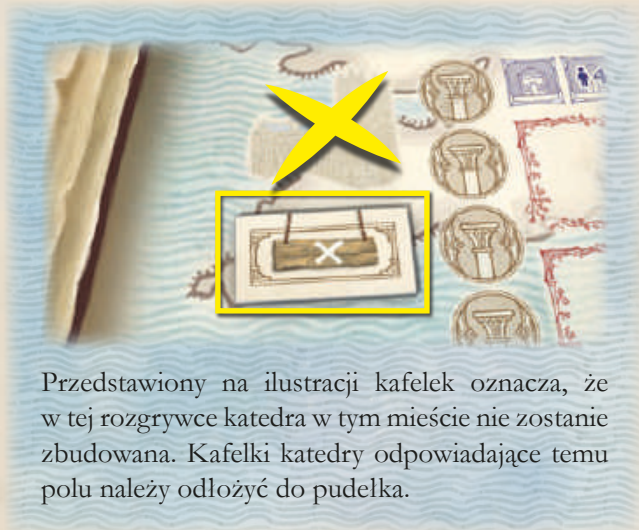 Przedstawiony na ilustracji kafelek oznacza, że
w tej rozgrywce katedra w tym mieście nie zostanie
zbudowana. Kafelki katedry odpowiadające temu
polu należy odłożyć do pudełka.